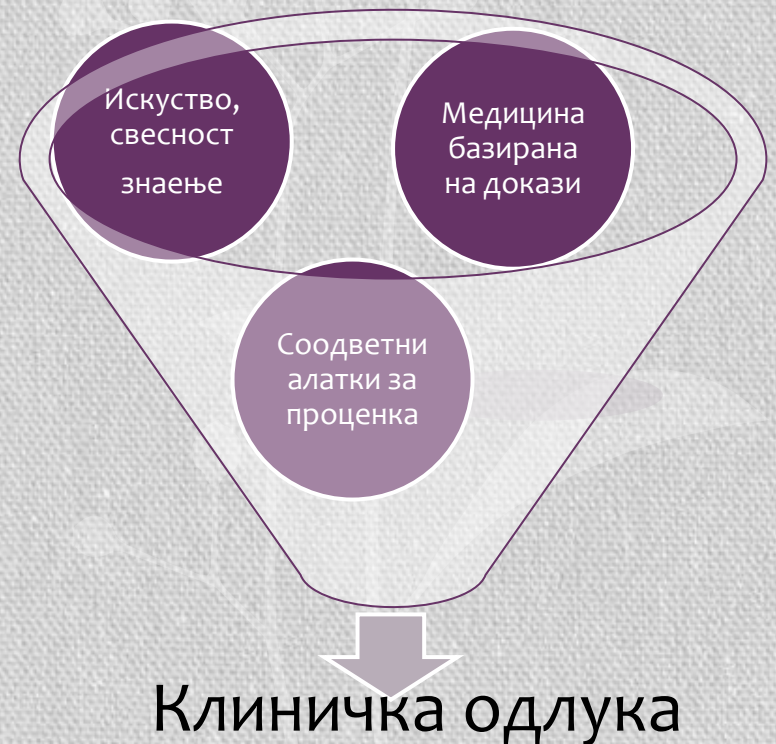 Искуство,
свесност
знаење
Медицина
базирана
на докази
Соодветни
алатки за
проценка
Клиничка одлука